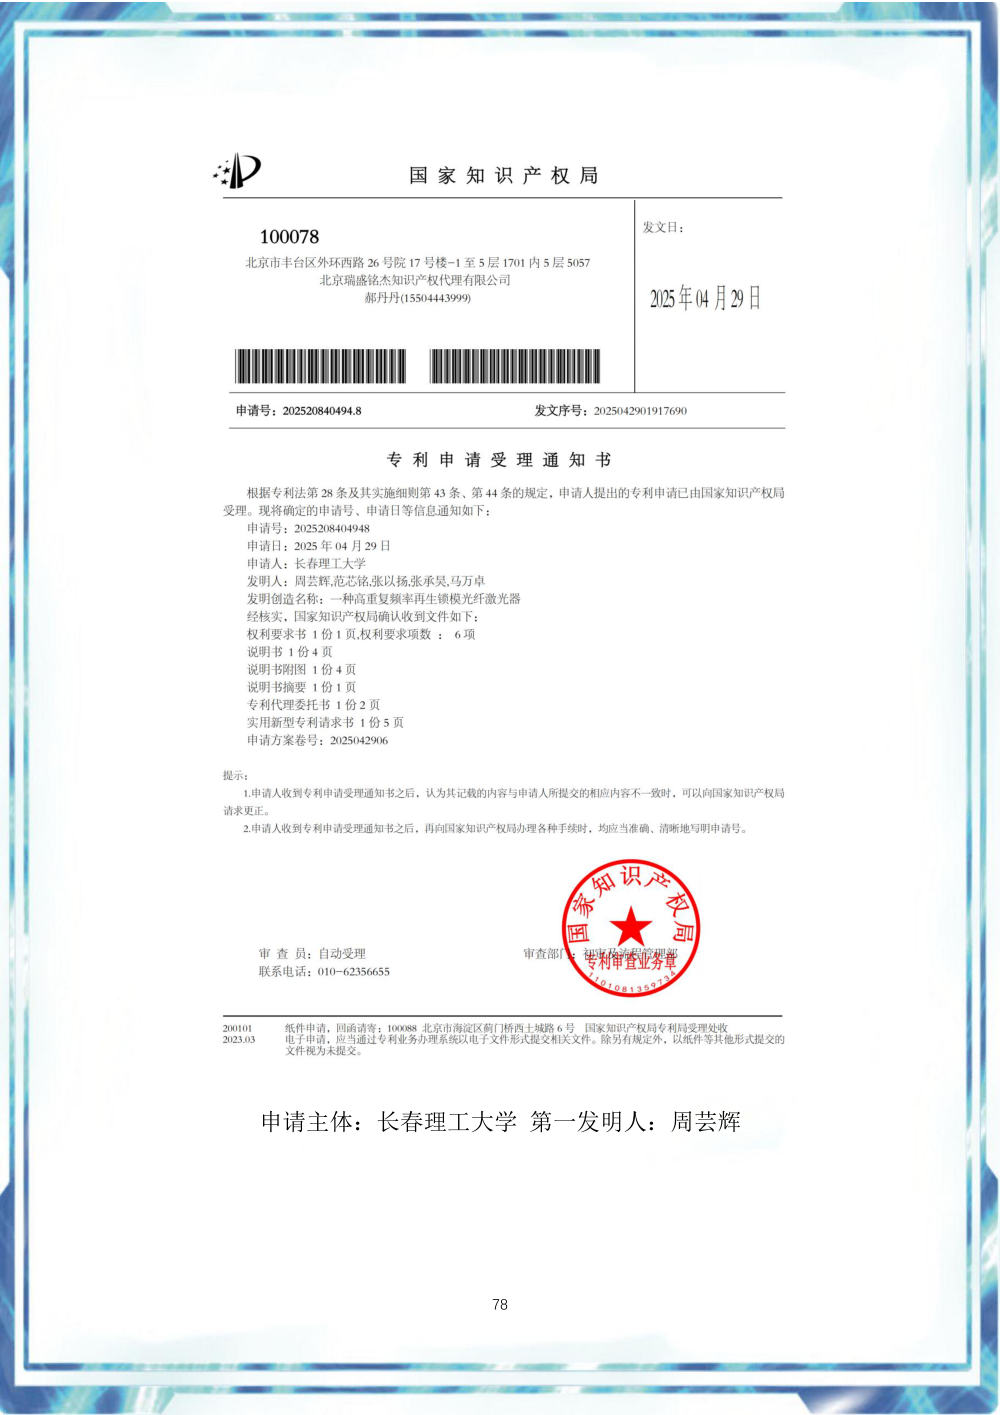 国家知识产权局
100078
北京市丰台区外环西路 26 号院 17 号楼-1 至 5 层 1701 内 5 层 5057
北京瑞盛铭杰知识产权代理有限公司
郝丹丹(15504443999)
发文日：
2025 年 04 月 29 日
申请号：202520840494.8
发文序号：2025042901917690
专利申请受理通知书
根据专利法第 28 条及其实施细则第 43 条、第 44 条的规定，申请人提出的专利申请已由国家知识产权局
受理。现将确定的申请号、申请日等信息通知如下：
申请号：2025208404948
申请日：2025 年 04 月 29 日
申请人：长春理工大学
发明人：周芸辉,范芯铭,张以扬,张承昊,马万卓
发明创造名称：一种高重复频率再生锁模光纤激光器
经核实，国家知识产权局确认收到文件如下：
权利要求书 1 份 1 页,权利要求项数 ： 6 项
说明书 1 份 4 页
说明书附图 1 份 4 页
说明书摘要 1 份 1 页
专利代理委托书 1 份 2 页
实用新型专利请求书 1 份 5 页
申请方案卷号：2025042906
提示：
1.申请人收到专利申请受理通知书之后，认为其记载的内容与申请人所提交的相应内容不一致时，可以向国家知识产权局
请求更正。
2.申请人收到专利申请受理通知书之后，再向国家知识产权局办理各种手续时，均应当准确、清晰地写明申请号。
国家知识产权局
审 查 员：自动受理
审查部门：初审及流程管理部
专利审查业务章
联系电话：010-62356655
1101081359734
200101
2023.03
纸件申请，回函请寄：100088 北京市海淀区蓟门桥西土城路 6 号 国家知识产权局专利局受理处收
电子申请，应当通过专利业务办理系统以电子文件形式提交相关文件。除另有规定外，以纸件等其他形式提交的
文件视为未提交。
申请主体：长春理工大学 第一发明人：周芸辉
78